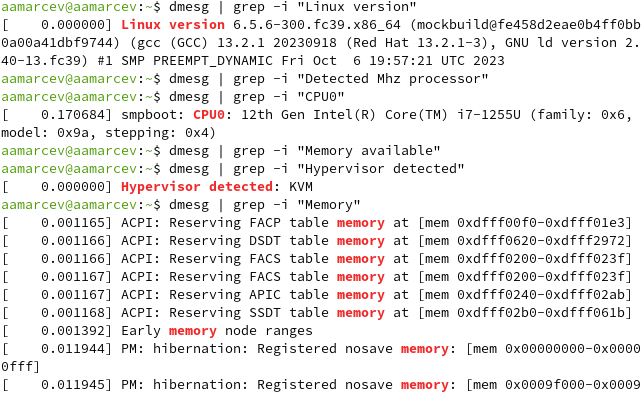 aamarcev@aamarcev:~$ dmesg | grep -i "Linux version"
[    0.000000] Linux version 6.5.6-300.fc39.x86_64 (mockbuild@fe458d2eae0b4ff0bb
0a00a41dbf9744) (gcc (GCC) 13.2.1 20230918 (Red Hat 13.2.1-3), GNU ld version 2.
40-13.fc39) #1 SMP PREEMPT_DYNAMIC Fri Oct  6 19:57:21 UTC 2023
aamarcev@aamarcev:~$ dmesg | grep -i "Detected Mhz processor"
aamarcev@aamarcev:~$ dmesg | grep -i "CPU0"
[    0.170684] smpboot: CPU0: 12th Gen Intel(R) Core(TM) i7-1255U (family: 0x6,
model: 0x9a, stepping: 0x4)
aamarcev@aamarcev:~$ dmesg | grep -i "Memory available"
aamarcev@aamarcev:~$ dmesg | grep -i "Hypervisor detected"
[    0.000000] Hypervisor detected: KVM
aamarcev@aamarcev:~$ dmesg | grep -i "Memory"
[    0.001165] ACPI: Reserving FACP table memory at [mem 0xdfff00f0-0xdfff01e3]
[    0.001166] ACPI: Reserving DSDT table memory at [mem 0xdfff0620-0xdfff2972]
[    0.001166] ACPI: Reserving FACS table memory at [mem 0xdfff0200-0xdfff023f]
[    0.001167] ACPI: Reserving FACS table memory at [mem 0xdfff0200-0xdfff023f]
[    0.001167] ACPI: Reserving APIC table memory at [mem 0xdfff0240-0xdfff02ab]
[    0.001168] ACPI: Reserving SSDT table memory at [mem 0xdfff02b0-0xdfff061b]
[    0.001392] Early memory node ranges
[    0.011944] PM: hibernation: Registered nosave memory: [mem 0x00000000-0x0000
0fff]
[    0.011945] PM: hibernation: Registered nosave memory: [mem 0x0009f000-0x0009